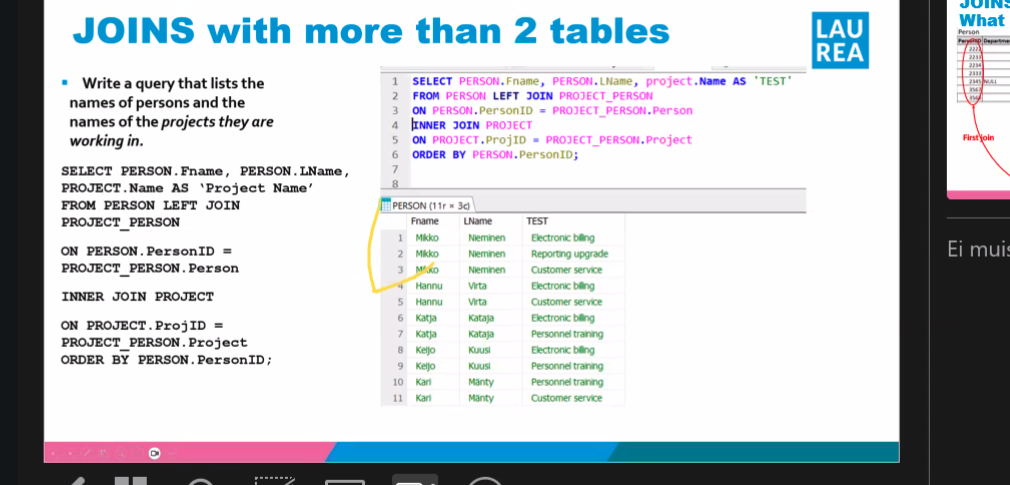 JOINS with more than 2 tables
LAU
REA
Write a query that lists the
names of persons and the
names of the projects they are
working in.
SELECT PERSON.Fname, PERSON.LName,
PROJECT.Name AS ‘Project Name’
FROM PERSON LEFT JOIN
PROJECT_PERSON
ON PERSON.PersonID =
PROJECT_PERSON.Person
INNER JOIN PROJECT
ON PROJECT.ProjID =
PROJECT_PERSON.Project
ORDER BY PERSON.PersonID;
1 SELECT PERSON.Fname, PERSON.LName, project.Name AS 'TEST'
2 FROM PERSON LEFT JOIN PROJECT_PERSON
3 ON PERSON.PersonID = PROJECT_PERSON.Person
4 INNER JOIN PROJECT
5 ON PROJECT.ProjID = PROJECT_PERSON.Project
6 ORDER BY PERSON.PersonID;
7
8
PERSON (11r × 3c)
Fname LName TEST
1 Mikko Nieminen Electronic billing
2 Mikko Nieminen Reporting upgrade
3 Mikko Nieminen Customer service
4 Hannu Virta Electronic billing
5 Hannu Virta Customer service
6 Katja Kataja Electronic billing
7 Katja Kataja Personnel training
8 Keijo Kuusi Electronic billing
9 Keijo Kuusi Personnel training
10 Kari Mänty Personnel training
11 Kari Mänty Customer service
JOINS
What
Person
2345 NULL
First join
Ei muis